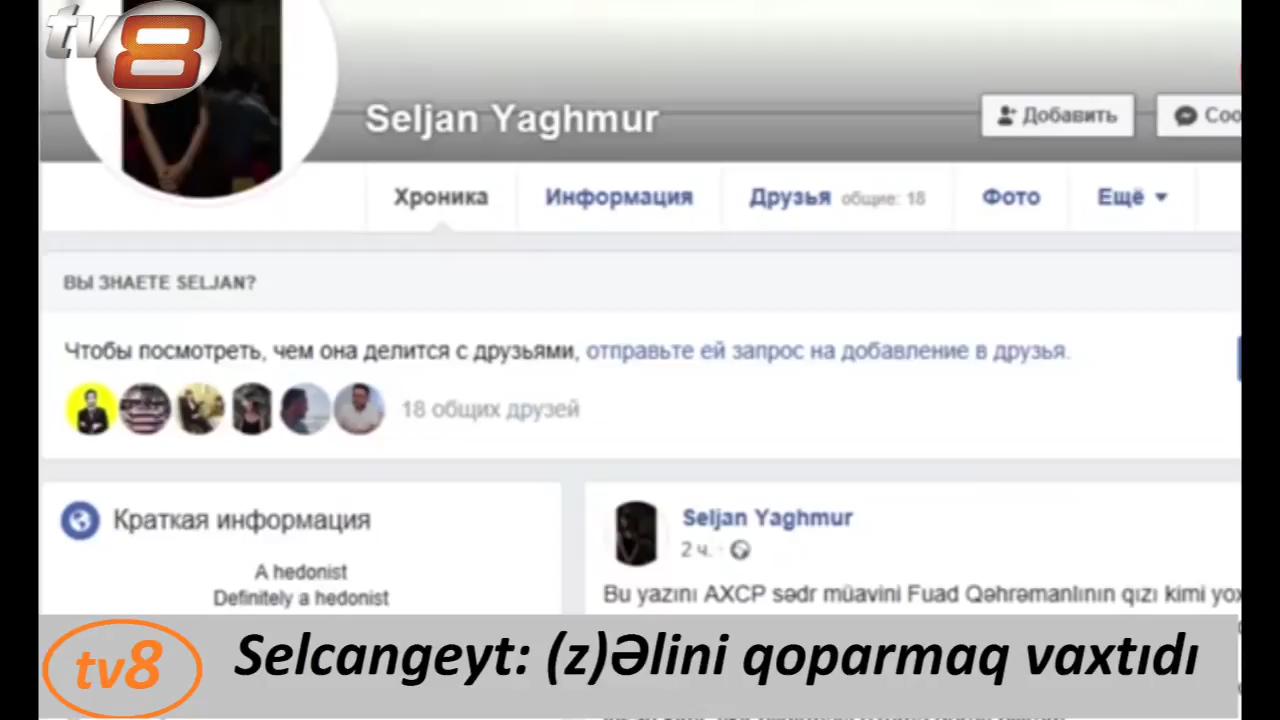 tv8
Seljan Yaghmur
Добавить
Соо
Хроника
Информация
Друзья общие: 18
Фото
Ещё
ВЫ ЗНАЕТЕ SELJAN?
Чтобы посмотреть, чем она делится с друзьями, отправьте ей запрос на добавление в друзья.
18 общих друзей
Краткая информация
A hedonist
Definitely a hedonist
Seljan Yaghmur
2 ч. ·
Bu yazını AXCP sədr müavini Fuad Qəhrəmanlının qızı kimi yox
tv8
Selcangeyt: (z)Əlini qoparmaq vaxtıdı